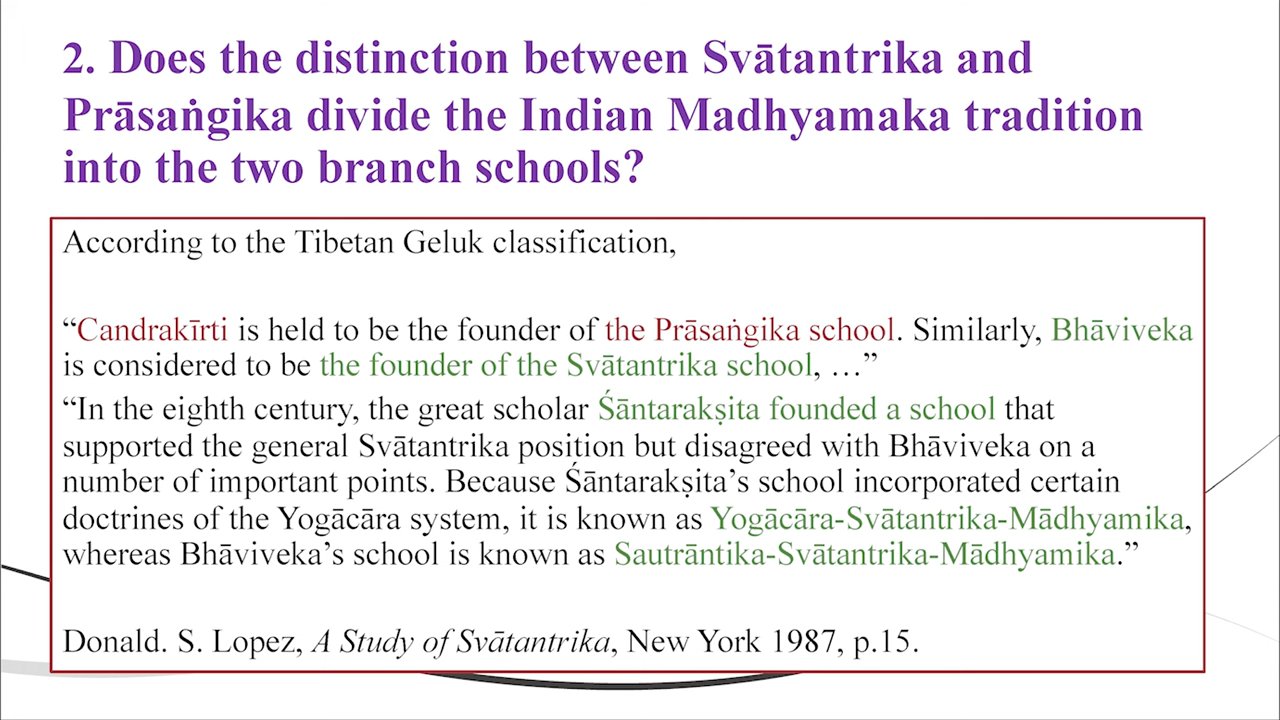 2. Does the distinction between Svātantrika and
Prāsaṅgika divide the Indian Madhyamaka tradition
into the two branch schools?
According to the Tibetan Geluk classification,
“Candrakīrti is held to be the founder of the Prāsaṅgika school. Similarly, Bhāviveka
is considered to be the founder of the Svātantrika school, …”
“In the eighth century, the great scholar Śāntarakṣita founded a school that
supported the general Svātantrika position but disagreed with Bhāviveka on a
number of important points. Because Śāntarakṣita’s school incorporated certain
doctrines of the Yogācāra system, it is known as Yogācāra-Svātantrika-Mādhyamika,
whereas Bhāviveka’s school is known as Sautrāntika-Svātantrika-Mādhyamika.”
Donald. S. Lopez, A Study of Svātantrika, New York 1987, p.15.